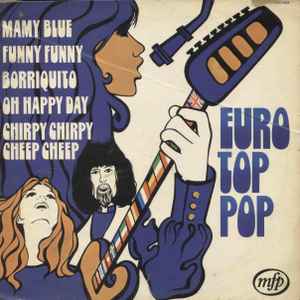 MAMY BLUE
FUNNY FUNNY
BORRIQUITO
OH HAPPY DAY
CHIRPY CHIRPY
CHEEP CHEEP
EURO
TOP
POP
mfp